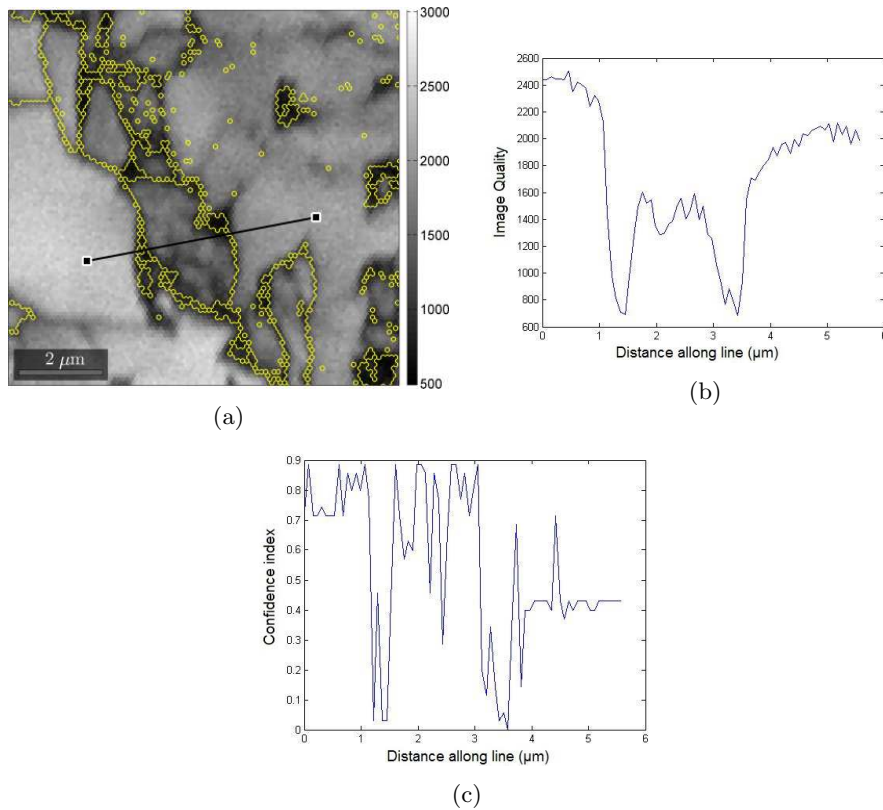 3000
2500
2000
1500
1000
500
2 μm
(a)
2600
2400
2200
2000
1800
1600
1400
1200
1000
800
600
Image Quality
0 1 2 3 4 5 6
Distance allong line (µm)
(b)
0.9
0.8
0.7
0.6
0.5
0.4
0.3
0.2
0.1
0
Confidence index
0 1 2 3 4 5 6
Distance allong line (µm)
(c)